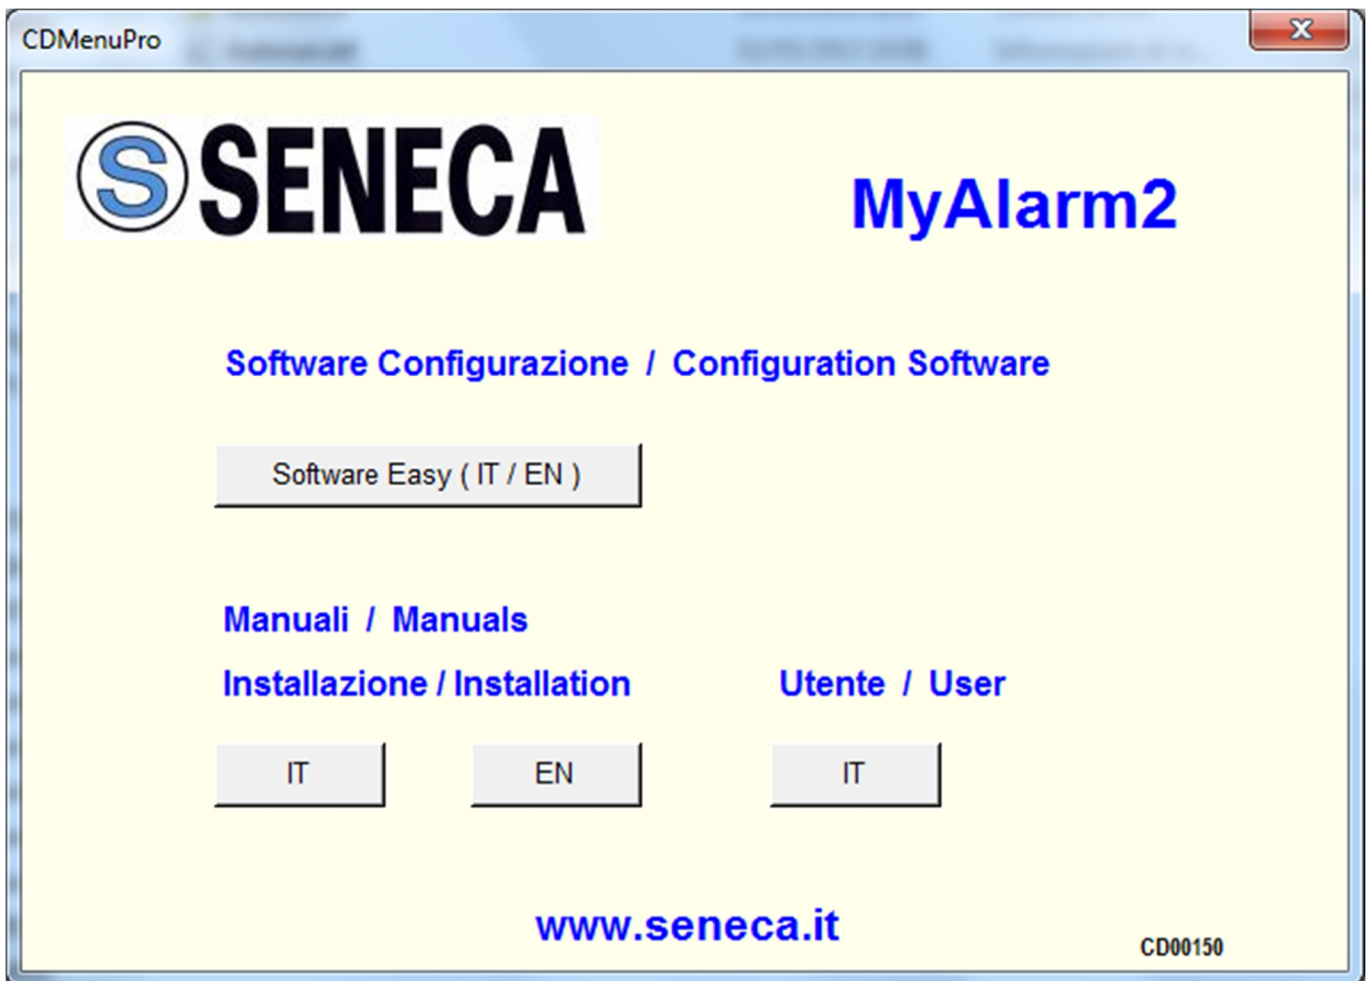 CDMenuPro
S SENECA
MyAlarm2
Software Configurazione / Configuration Software
Software Easy ( IT / EN )
Manuali / Manuals
Installazione / Installation Utente / User
IT EN IT
www.seneca.it
CD00150